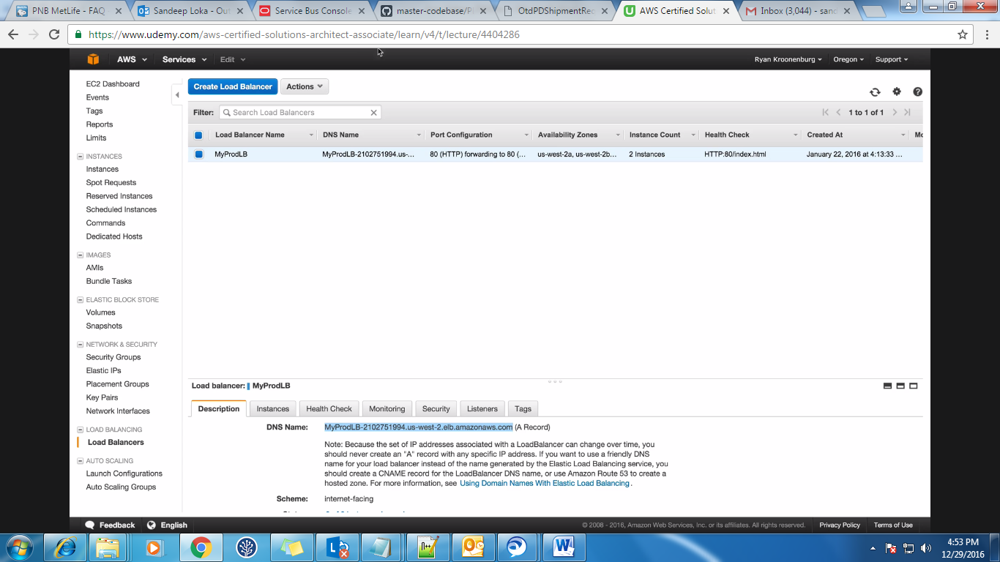 PNB MetLife - FAQ
Sandeep Loka - Out
Service Bus Console
master-codebase/P
OtdPDShipmentRec
AWS Certified Solut
Inbox (3,044) - sand
https://www.udemy.com/aws-certified-solutions-architect-associate/learn/v4/t/lecture/4404286
AWS Services Edit Ryan Kroonenburg Oregon Support
EC2 Dashboard
Events
Tags
Reports
Limits
INSTANCES
Instances
Spot Requests
Reserved Instances
Scheduled Instances
Commands
Dedicated Hosts
IMAGES
AMIs
Bundle Tasks
ELASTIC BLOCK STORE
Volumes
Snapshots
NETWORK & SECURITY
Security Groups
Elastic IPs
Placement Groups
Key Pairs
Network Interfaces
LOAD BALANCING
Load Balancers
AUTO SCALING
Launch Configurations
Auto Scaling Groups
Create Load Balancer Actions
Filter: Search Load Balancers 1 to 1 of 1
Load Balancer Name DNS Name Port Configuration Availability Zones Instance Count Health Check Created At Mo
MyProdLB MyProdLB-2102751994.us-... 80 (HTTP) forwarding to 80 (... us-west-2a, us-west-2b... 2 Instances HTTP:80/index.html January 22, 2016 at 4:13:33 ...
Load balancer: MyProdLB
Description Instances Health Check Monitoring Security Listeners Tags
DNS Name: MyProdLB-2102751994.us-west-2.elb.amazonaws.com (A Record)
Note: Because the set of IP addresses associated with a LoadBalancer can change over time, you
should never create an "A" record with any specific IP address. If you want to use a friendly DNS
name for your load balancer instead of the name generated by the Elastic Load Balancing service, you
should create a CNAME record for the LoadBalancer DNS name, or use Amazon Route 53 to create a
hosted zone. For more information, see Using Domain Names With Elastic Load Balancing.
Scheme: internet-facing
Feedback English © 2008 - 2016, Amazon Web Services, Inc. or its affiliates. All rights reserved. Privacy Policy Terms of Use
4:53 PM
12/29/2016